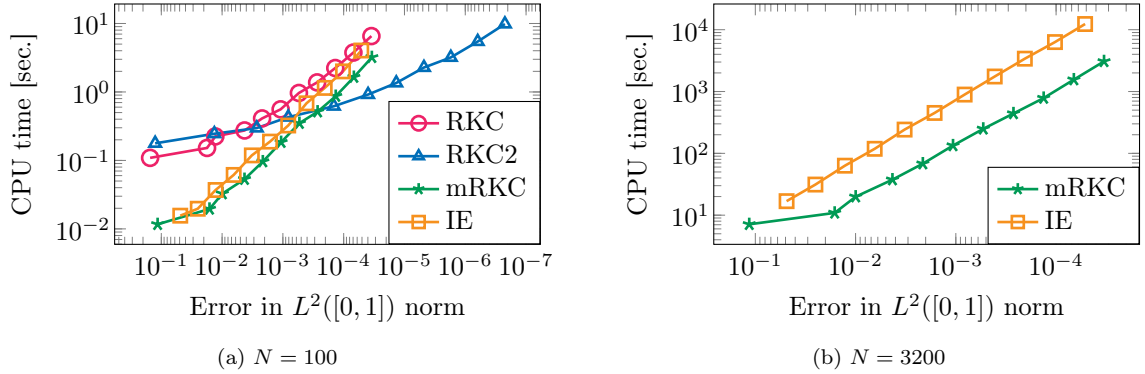 10^1
10^0
10^{-1}
10^{-2}
CPU time [sec.]
10^{-1} 10^{-2} 10^{-3} 10^{-4} 10^{-5} 10^{-6} 10^{-7}
Error in L^2([0, 1]) norm
RKC
RKC2
mRKC
IE
(a) N = 100
10^4
10^3
10^2
10^1
CPU time [sec.]
10^{-1} 10^{-2} 10^{-3} 10^{-4}
Error in L^2([0, 1]) norm
mRKC
IE
(b) N = 3200